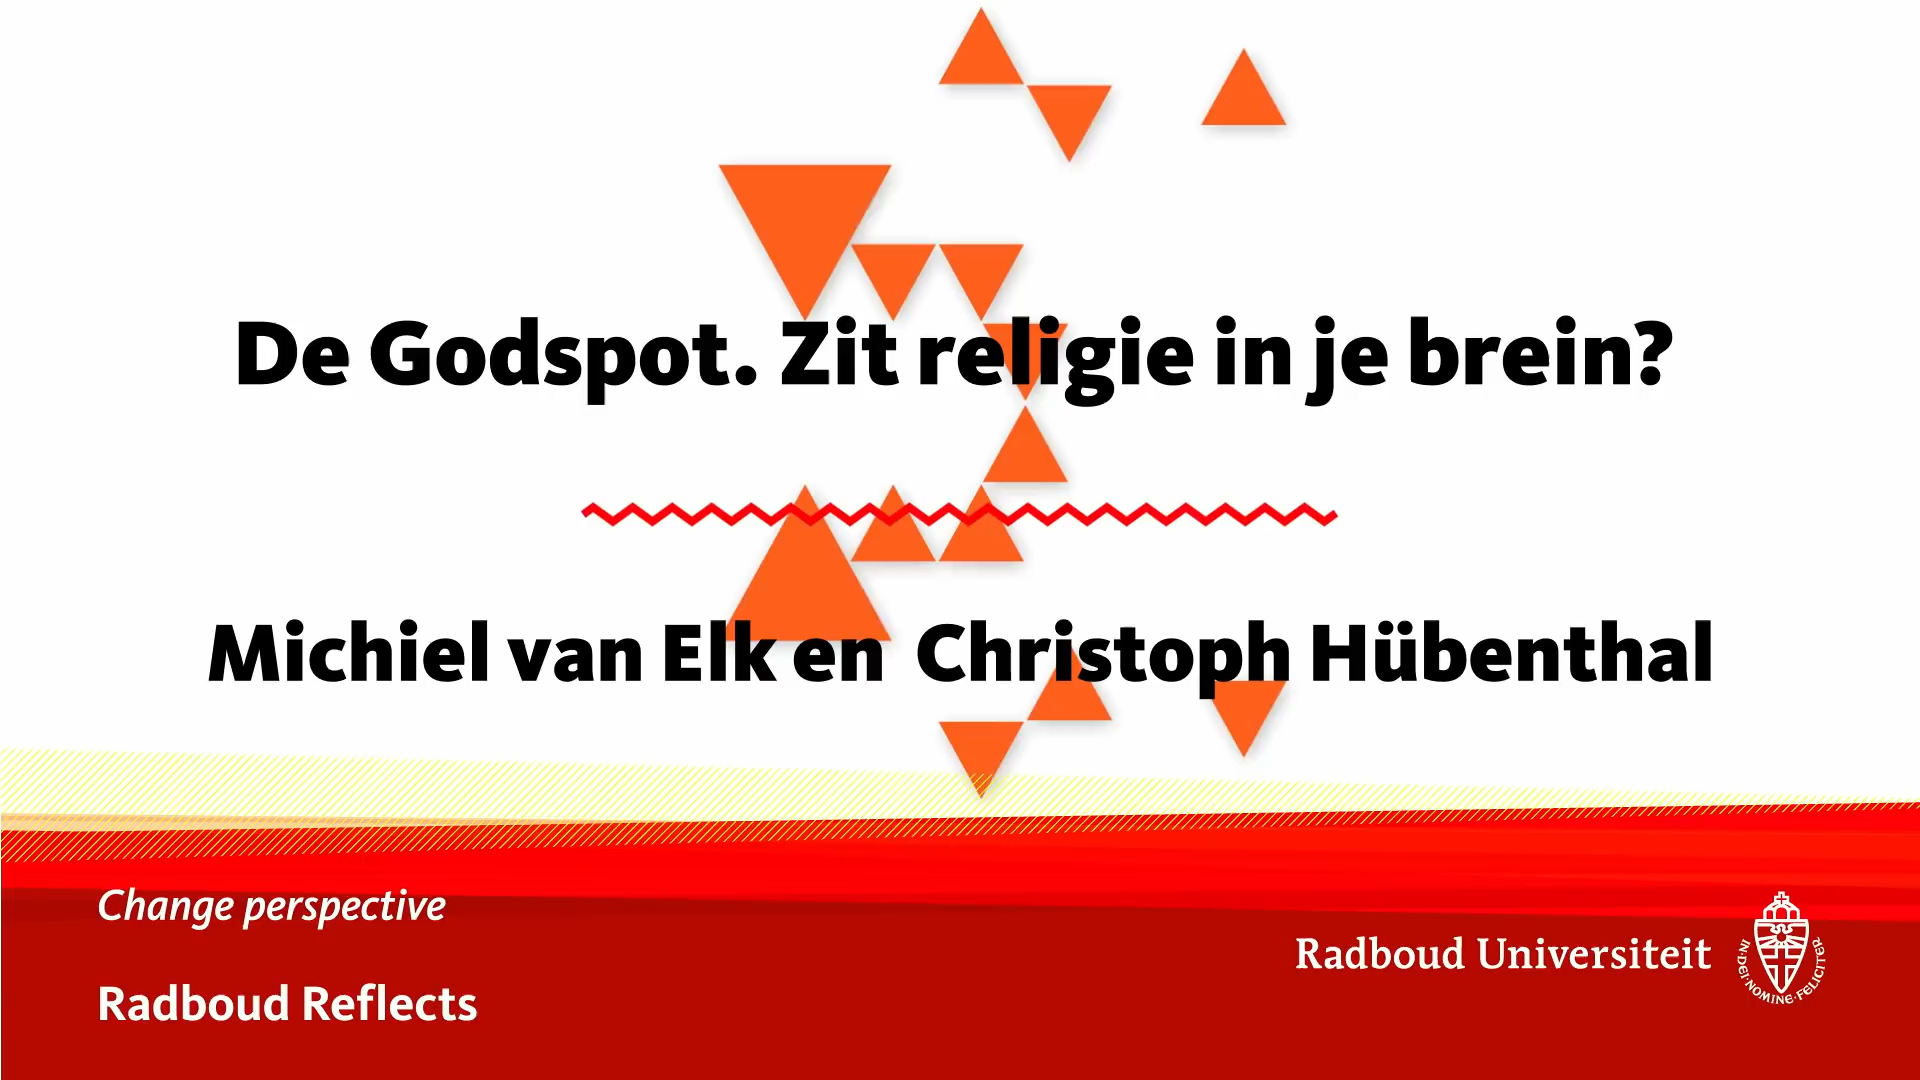 De Godspot. Zit religie in je brein?
Michiel van Elk en Christoph Hübenthal
Change perspective
Radboud Reflects
Radboud Universiteit
IN·DEI·NOMINE·FELICITER